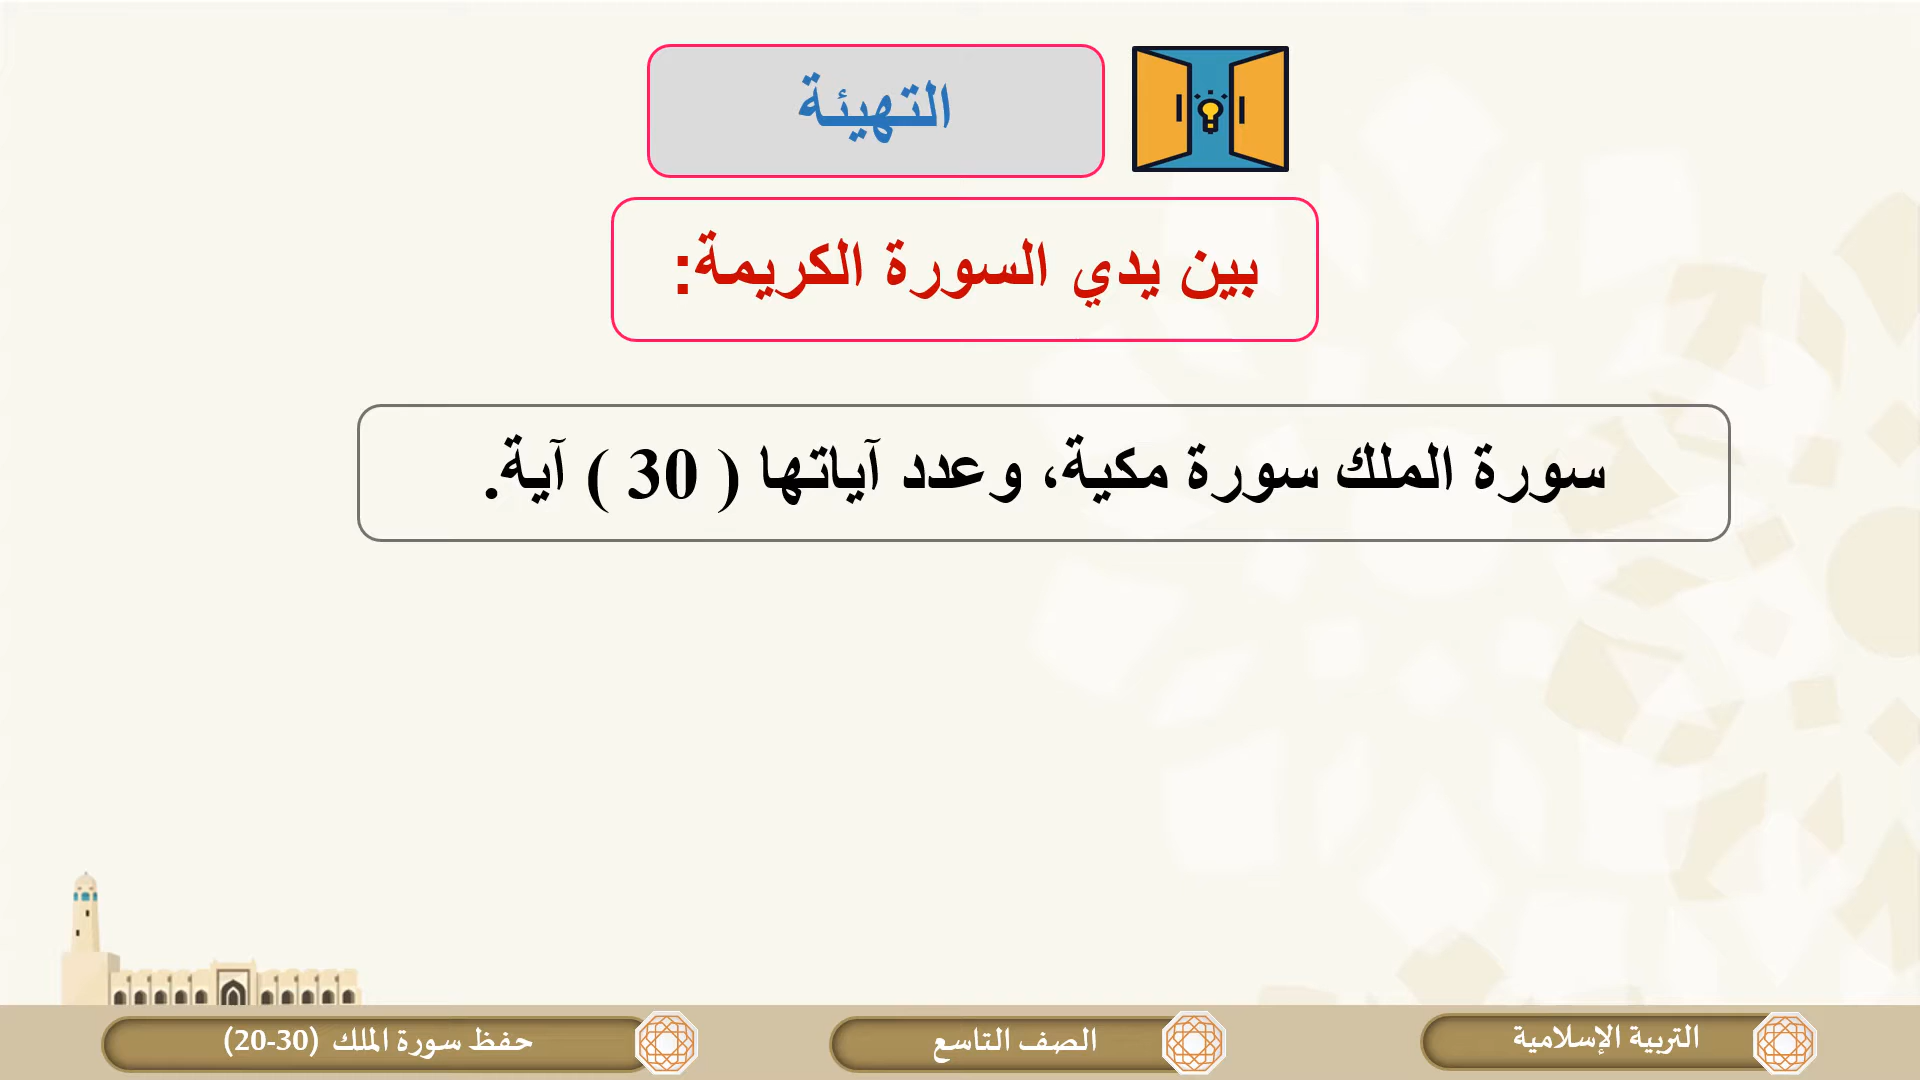 التهيئة
بين يدي السورة الكريمة:
سورة الملك سورة مكية، وعدد آياتها ( 30 ) آية.
التربية الإسلامية
الصف التاسع
حفظ سورة الملك (20-30)